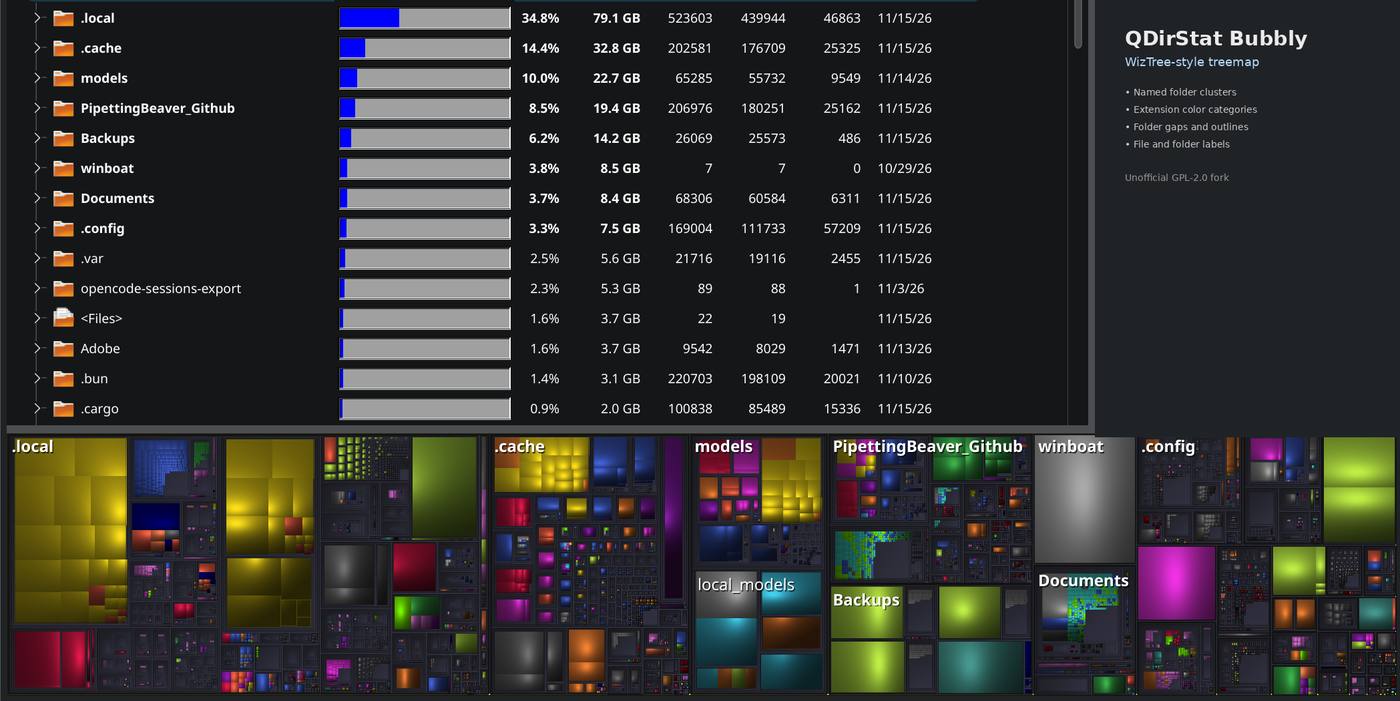 .local 34.8% 79.1 GB 523603 439944 46863 11/15/26
.cache 14.4% 32.8 GB 202581 176709 25325 11/15/26
models 10.0% 22.7 GB 65285 55732 9549 11/14/26
PipettingBeaver_Github 8.5% 19.4 GB 206976 180251 25162 11/15/26
Backups 6.2% 14.2 GB 26069 25573 486 11/15/26
winboat 3.8% 8.5 GB 7 7 0 10/29/26
Documents 3.7% 8.4 GB 68306 60584 6311 11/15/26
.config 3.3% 7.5 GB 169004 111733 57209 11/15/26
.var 2.5% 5.6 GB 21716 19116 2455 11/15/26
opencode-sessions-export 2.3% 5.3 GB 89 88 1 11/3/26
<Files> 1.6% 3.7 GB 22 19 11/15/26
Adobe 1.6% 3.7 GB 9542 8029 1471 11/13/26
.bun 1.4% 3.1 GB 220703 198109 20021 11/10/26
.cargo 0.9% 2.0 GB 100838 85489 15336 11/15/26
QDirStat Bubbly
WizTree-style treemap
• Named folder clusters
• Extension color categories
• Folder gaps and outlines
• File and folder labels
Unofficial GPL-2.0 fork
.local
.cache
models
PipettingBeaver_Github
winboat
.config
local_models
Documents
Backups